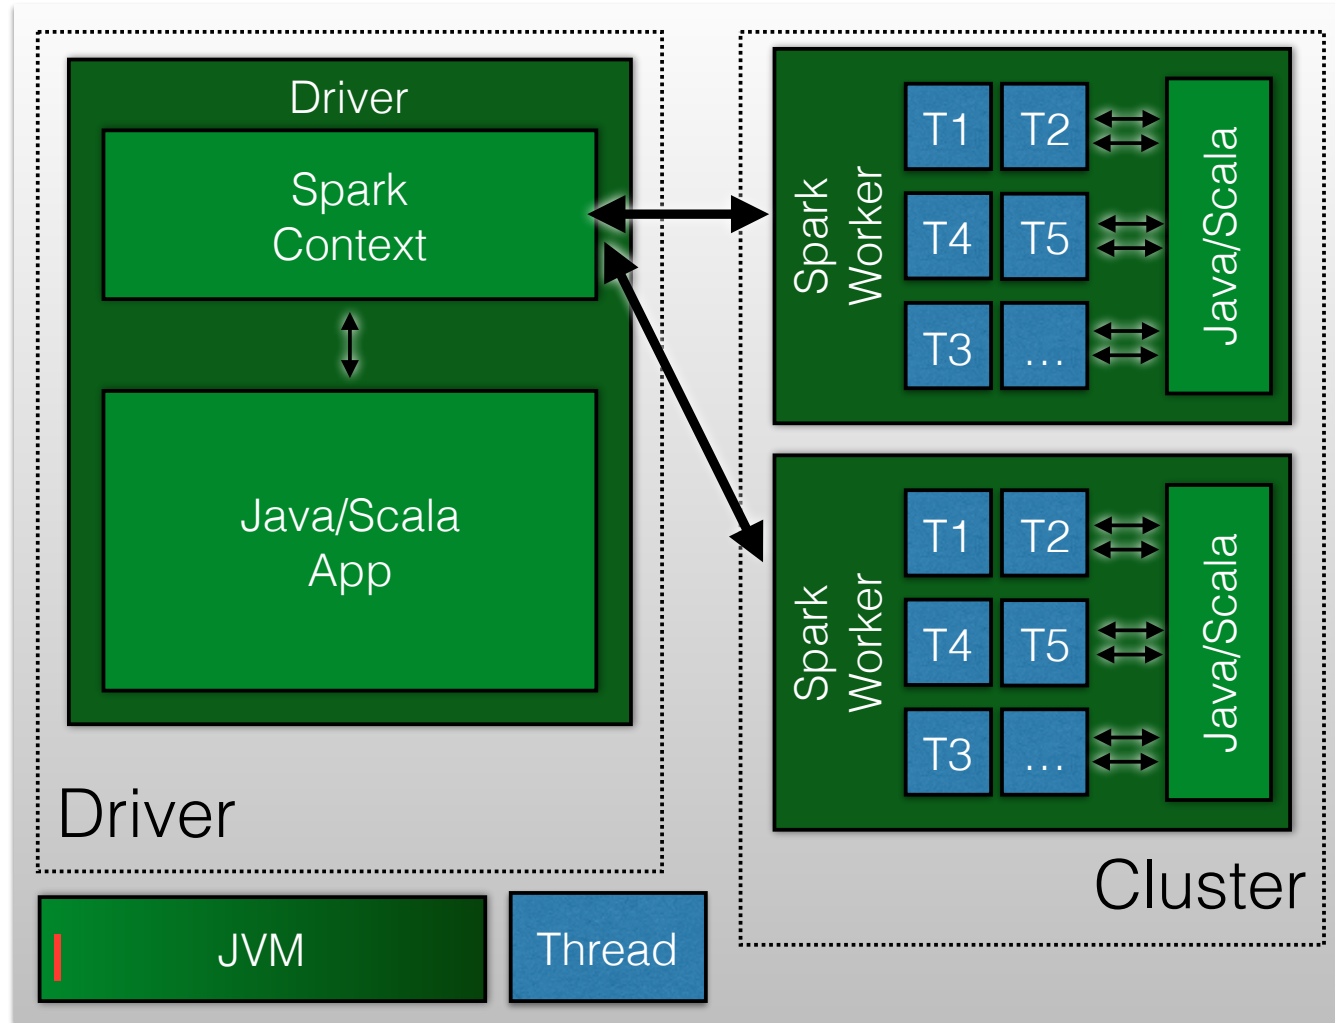 Driver
Spark
Context
Java/Scala
App
Driver
Spark
Worker
T1
T2
T4
T5
T3
...
Java/Scala
Spark
Worker
T1
T2
T4
T5
T3
...
Java/Scala
Cluster
JVM
Thread